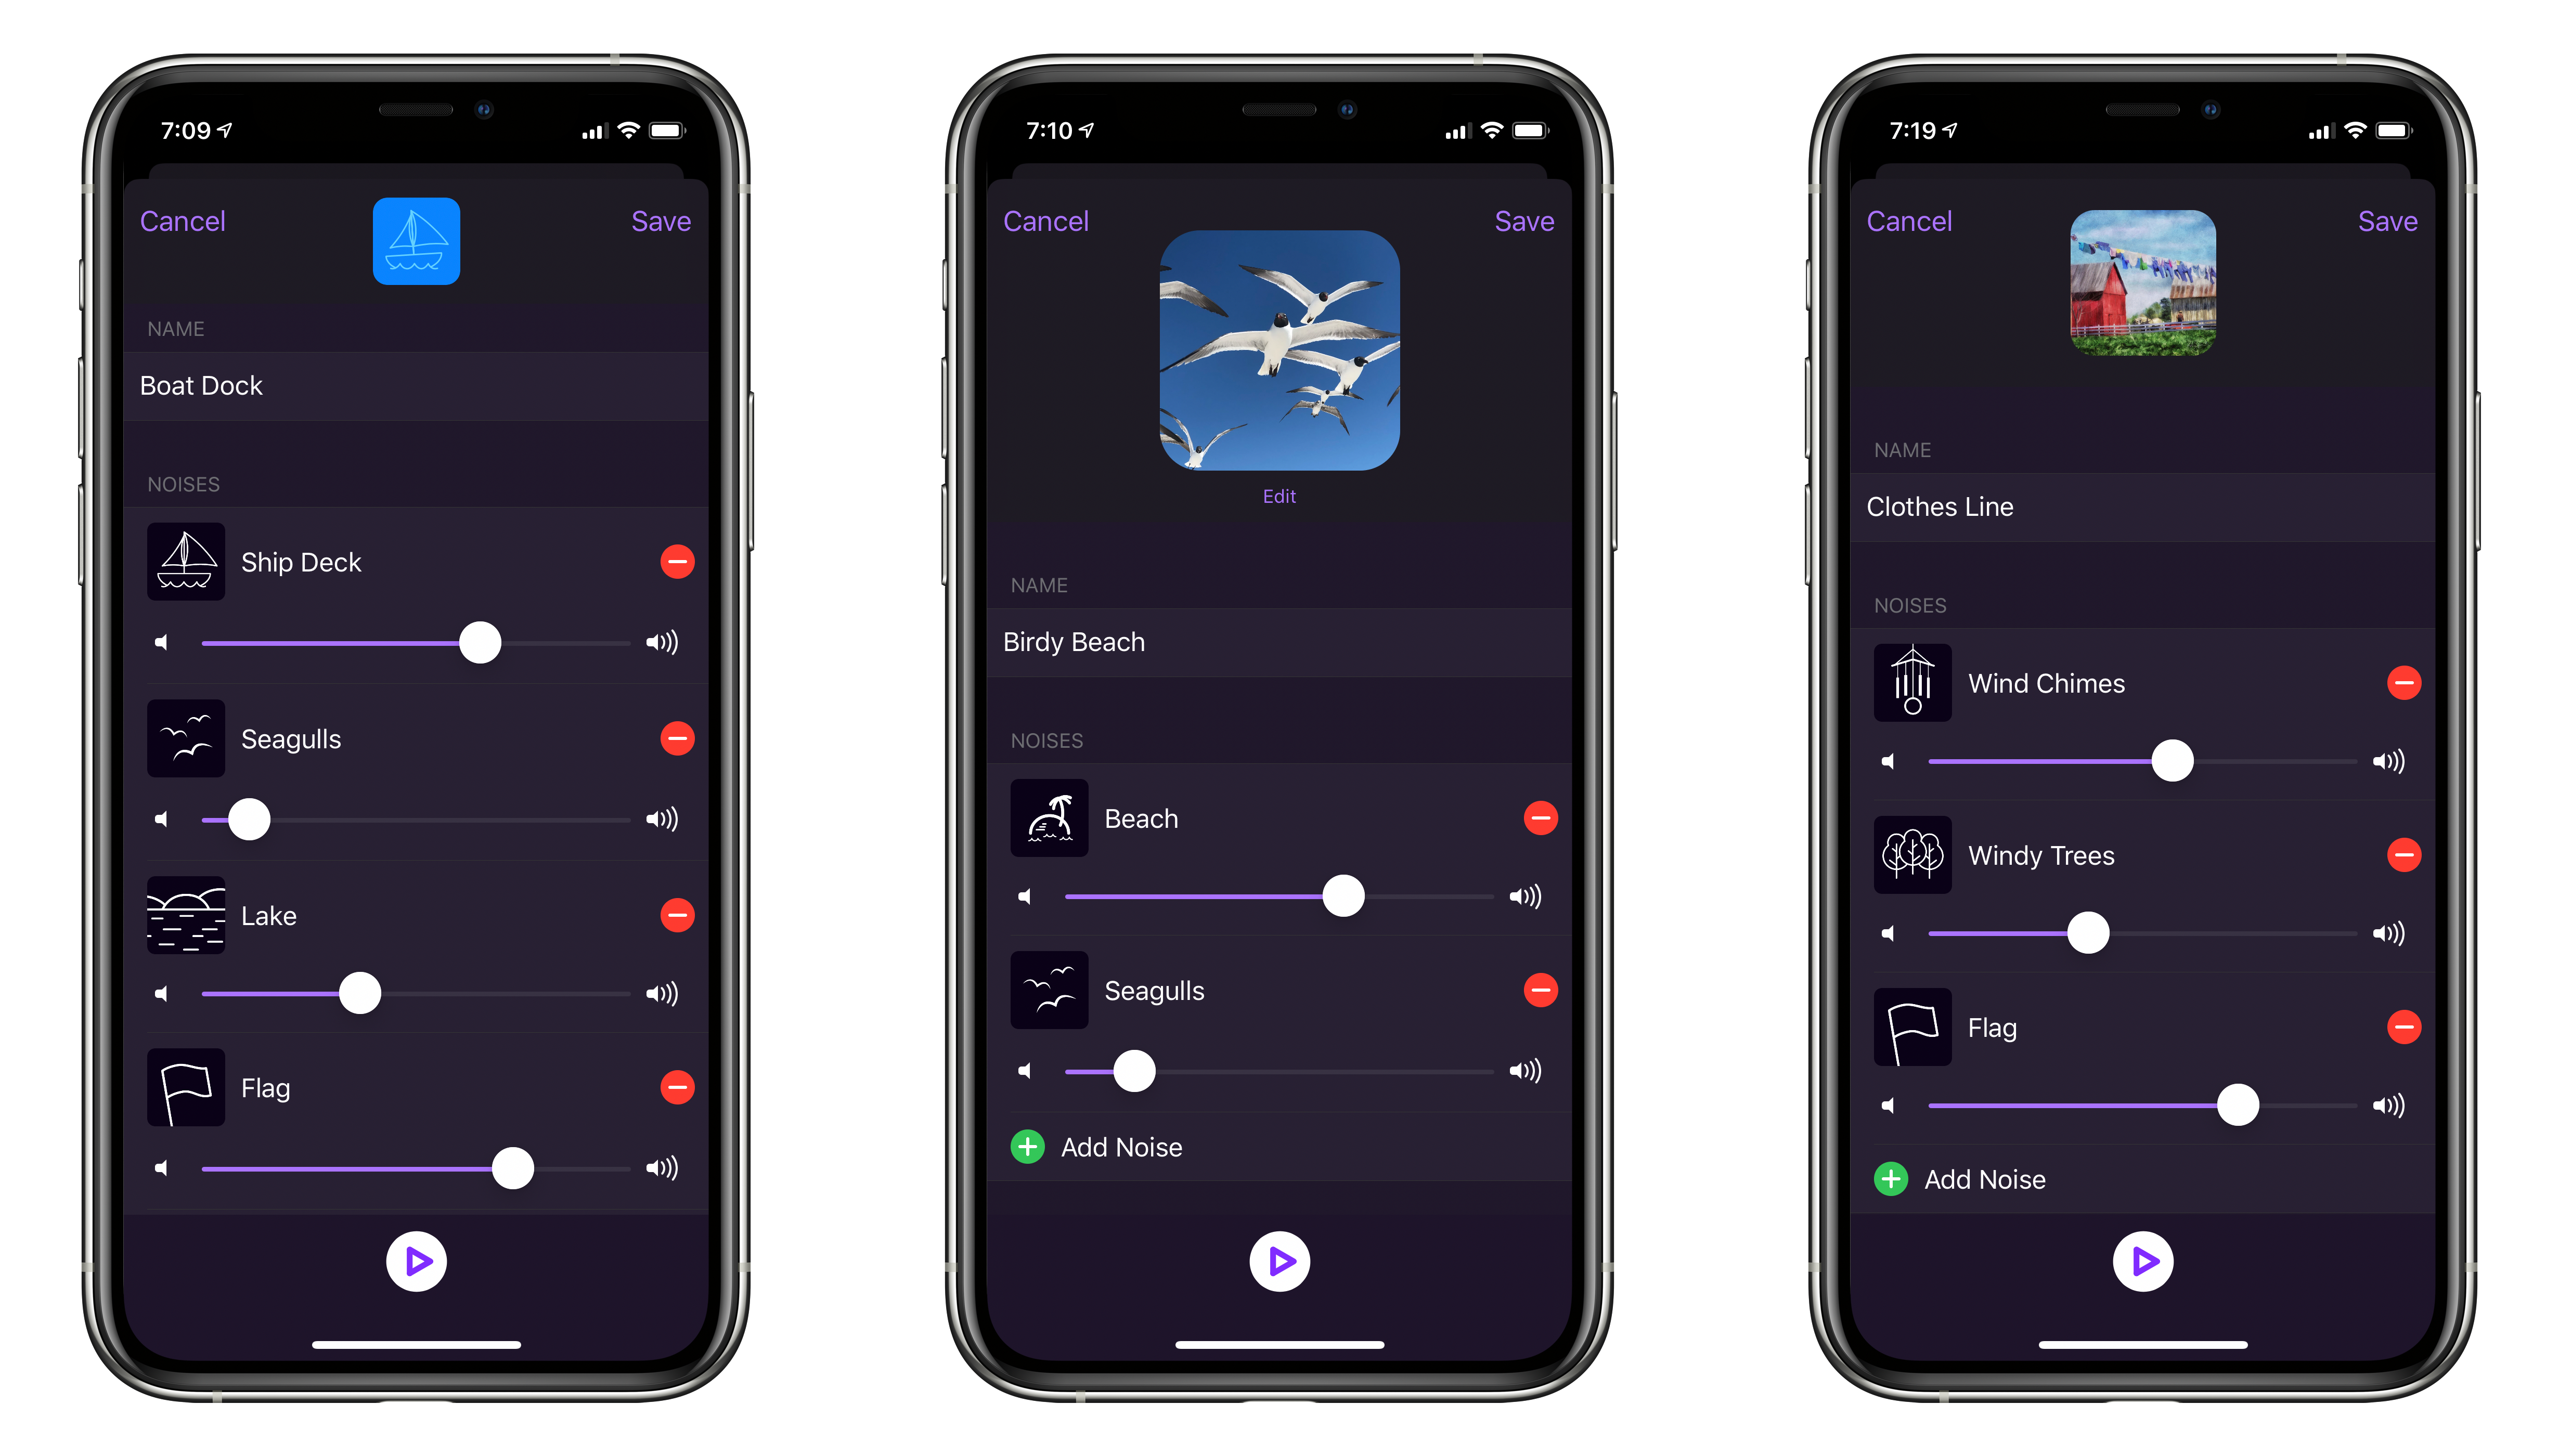 7:09
Cancel
Save
NAME
Boat Dock
NOISES
Ship Deck
Seagulls
Lake
Flag
7:10
Cancel
Save
Edit
NAME
Birdy Beach
NOISES
Beach
Seagulls
Add Noise
7:19
Cancel
Save
NAME
Clothes Line
NOISES
Wind Chimes
Windy Trees
Flag
Add Noise